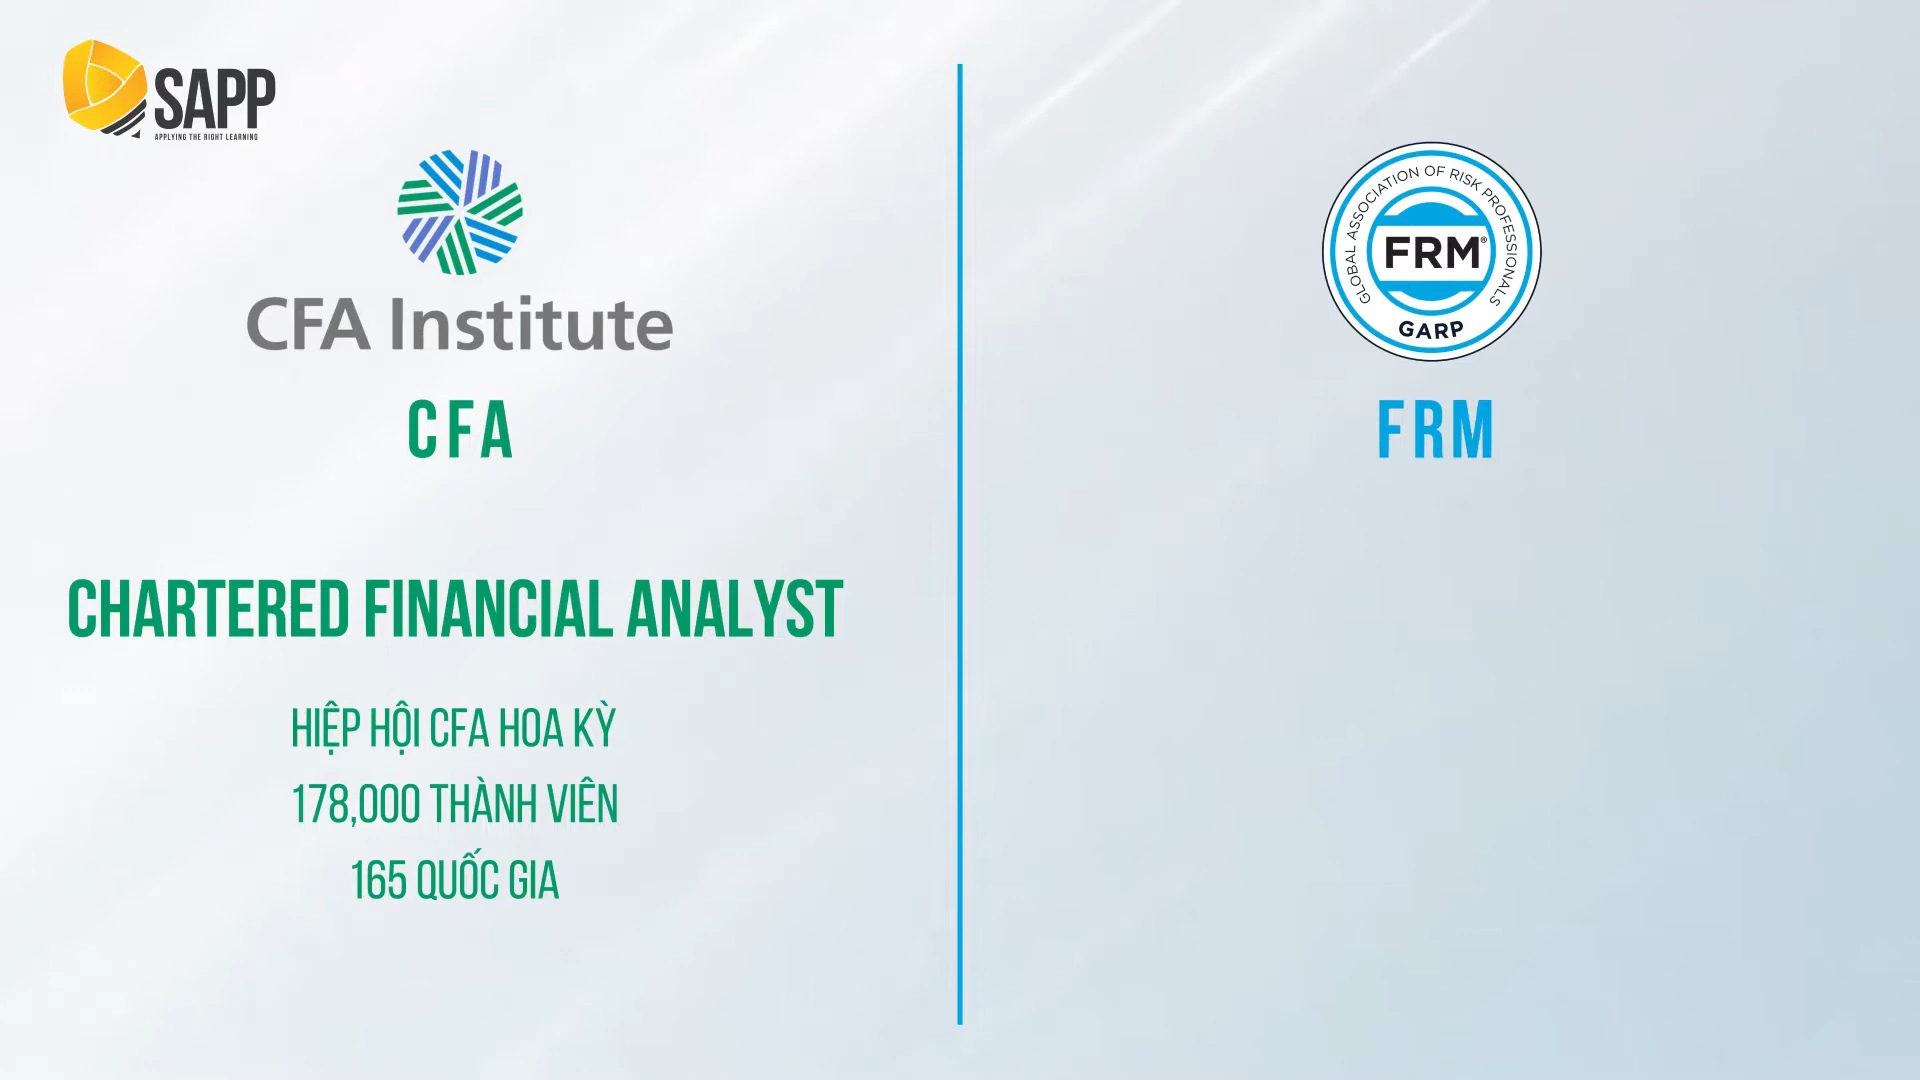 SAPP
APPLYING THE RIGHT LEARNING
CFA Institute
CFA
CHARTERED FINANCIAL ANALYST
HIỆP HỘI CFA HOA KỲ
178,000 THÀNH VIÊN
165 QUỐC GIA
GLOBAL ASSOCIATION OF RISK PROFESSIONALS
FRM®
GARP
FRM